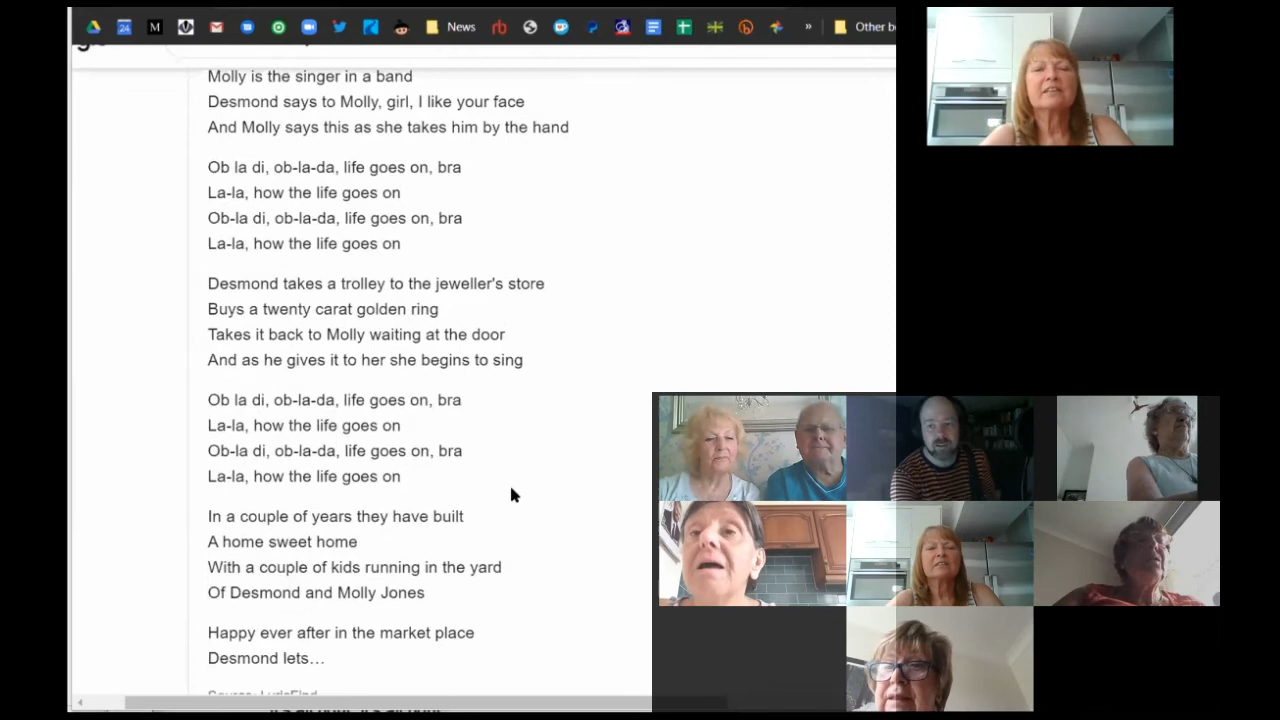 24
M
News
rb
»
Other b
Molly is the singer in a band
Desmond says to Molly, girl, I like your face
And Molly says this as she takes him by the hand
Ob la di, ob-la-da, life goes on, bra
La-la, how the life goes on
Ob-la di, ob-la-da, life goes on, bra
La-la, how the life goes on
Desmond takes a trolley to the jeweller's store
Buys a twenty carat golden ring
Takes it back to Molly waiting at the door
And as he gives it to her she begins to sing
Ob la di, ob-la-da, life goes on, bra
La-la, how the life goes on
Ob-la di, ob-la-da, life goes on, bra
La-la, how the life goes on
In a couple of years they have built
A home sweet home
With a couple of kids running in the yard
Of Desmond and Molly Jones
Happy ever after in the market place
Desmond lets…
Source: LyricFind